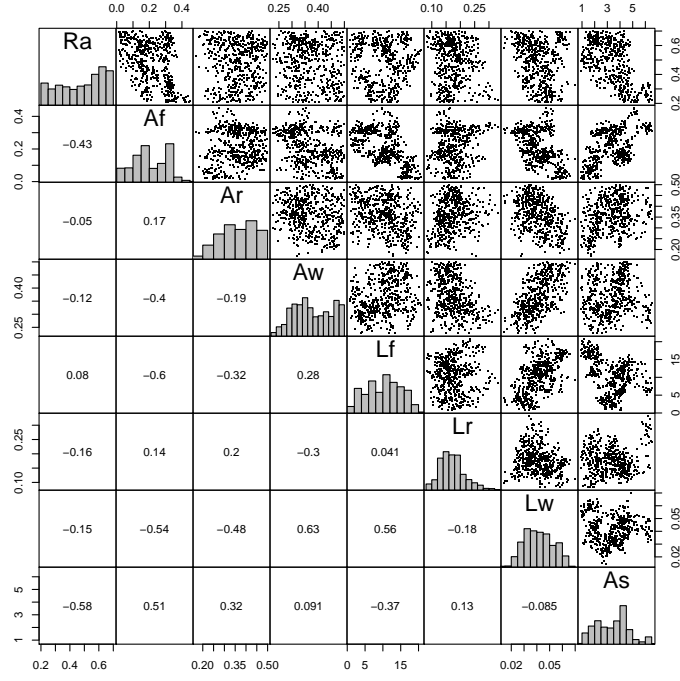 0.0 0.2 0.4 0.25 0.40 0.10 0.25 1 3 5
Ra 0.2 0.4 0.6
0.0 0.2 0.4 −0.43 Af
−0.05 0.17 Ar 0.20 0.35 0.50
0.25 0.40 −0.12 −0.4 −0.19 Aw
0.08 −0.6 −0.32 0.28 Lf 0 5 15
0.10 0.25 −0.16 0.14 0.2 −0.3 0.041 Lr
−0.15 −0.54 −0.48 0.63 0.56 −0.18 Lw 0.02 0.05
1 3 5 −0.58 0.51 0.32 0.091 −0.37 0.13 −0.085 As
0.2 0.4 0.6 0.20 0.35 0.50 0 5 15 0.02 0.05